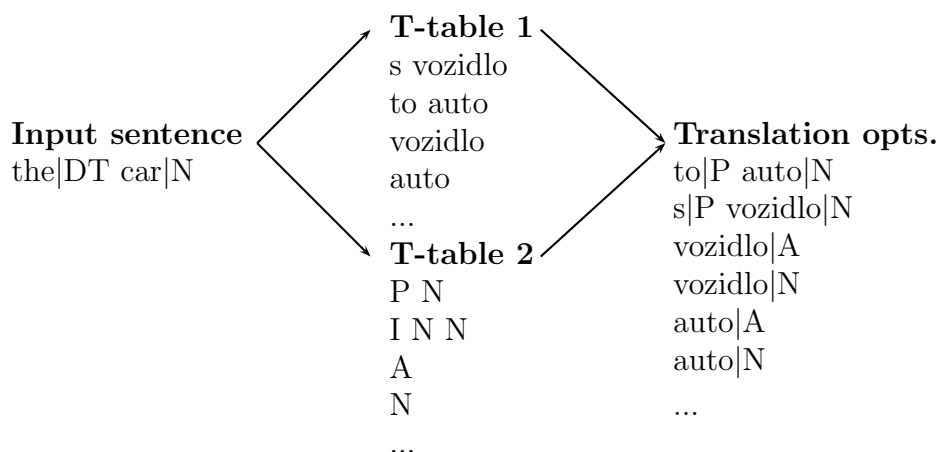 Input sentence
the|DT car|N
T-table 1
s vozidlo
to auto
vozidlo
auto
...
T-table 2
P N
I N N
A
N
...
Translation opts.
to|P auto|N
s|P vozidlo|N
vozidlo|A
vozidlo|N
auto|A
auto|N
...